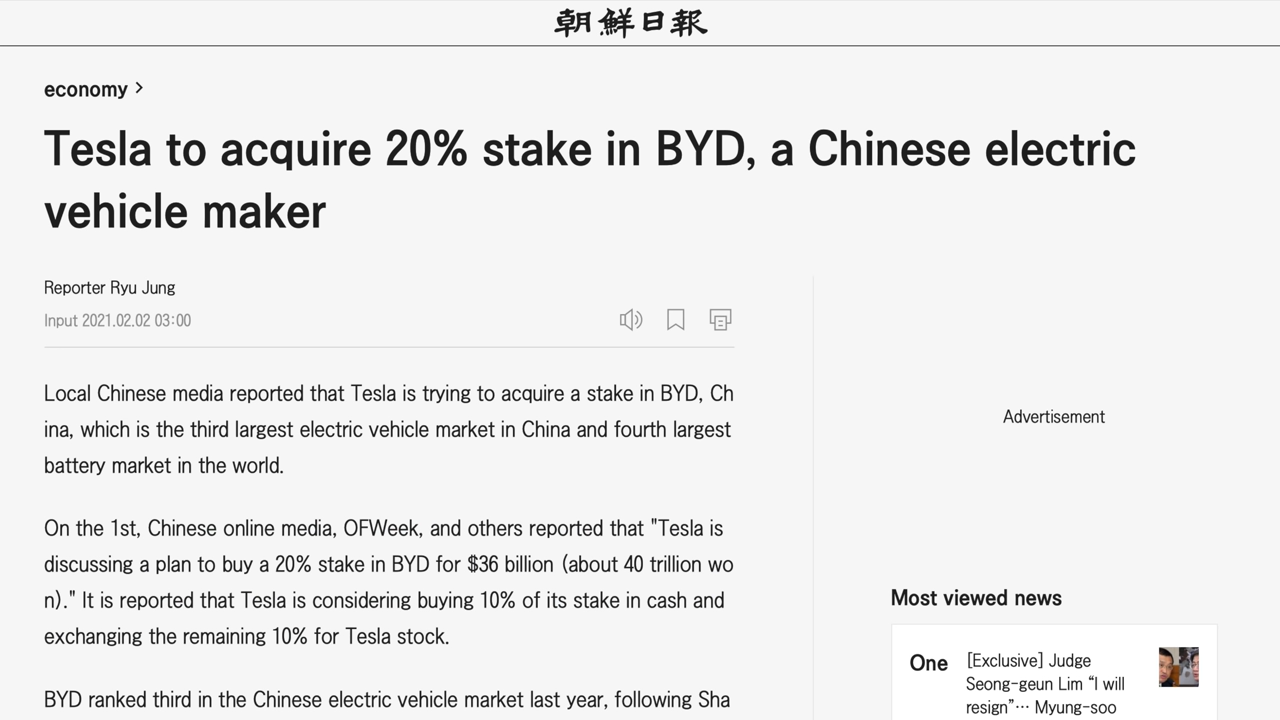 朝鮮日報
economy >
Tesla to acquire 20% stake in BYD, a Chinese electric
vehicle maker
Reporter Ryu Jung
Input 2021.02.02 03:00
Local Chinese media reported that Tesla is trying to acquire a stake in BYD, Ch
ina, which is the third largest electric vehicle market in China and fourth largest
battery market in the world.
On the 1st, Chinese online media, OFWeek, and others reported that "Tesla is
discussing a plan to buy a 20% stake in BYD for $36 billion (about 40 trillion wo
n)." It is reported that Tesla is considering buying 10% of its stake in cash and
exchanging the remaining 10% for Tesla stock.
BYD ranked third in the Chinese electric vehicle market last year, following Sha
Advertisement
Most viewed news
One
[Exclusive] Judge
Seong-geun Lim “I will
resign”··· Myung-soo